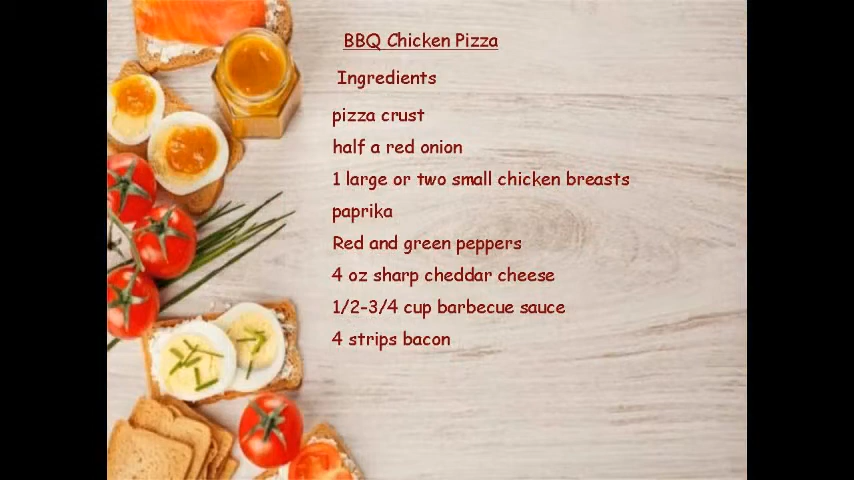 BBQ Chicken Pizza
Ingredients
pizza crust
half a red onion
1 large or two small chicken breasts
paprika
Red and green peppers
4 oz sharp cheddar cheese
1/2-3/4 cup barbecue sauce
4 strips bacon